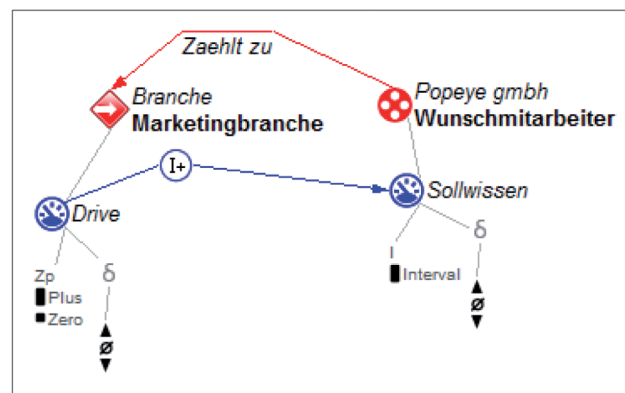 Zaehlt zu
Branche
Marketingbranche
Popeye gmbh
Wunschmitarbeiter
I+
Drive
Sollwissen
Zp
Plus
Zero
δ
ø
I
Interval
δ
ø